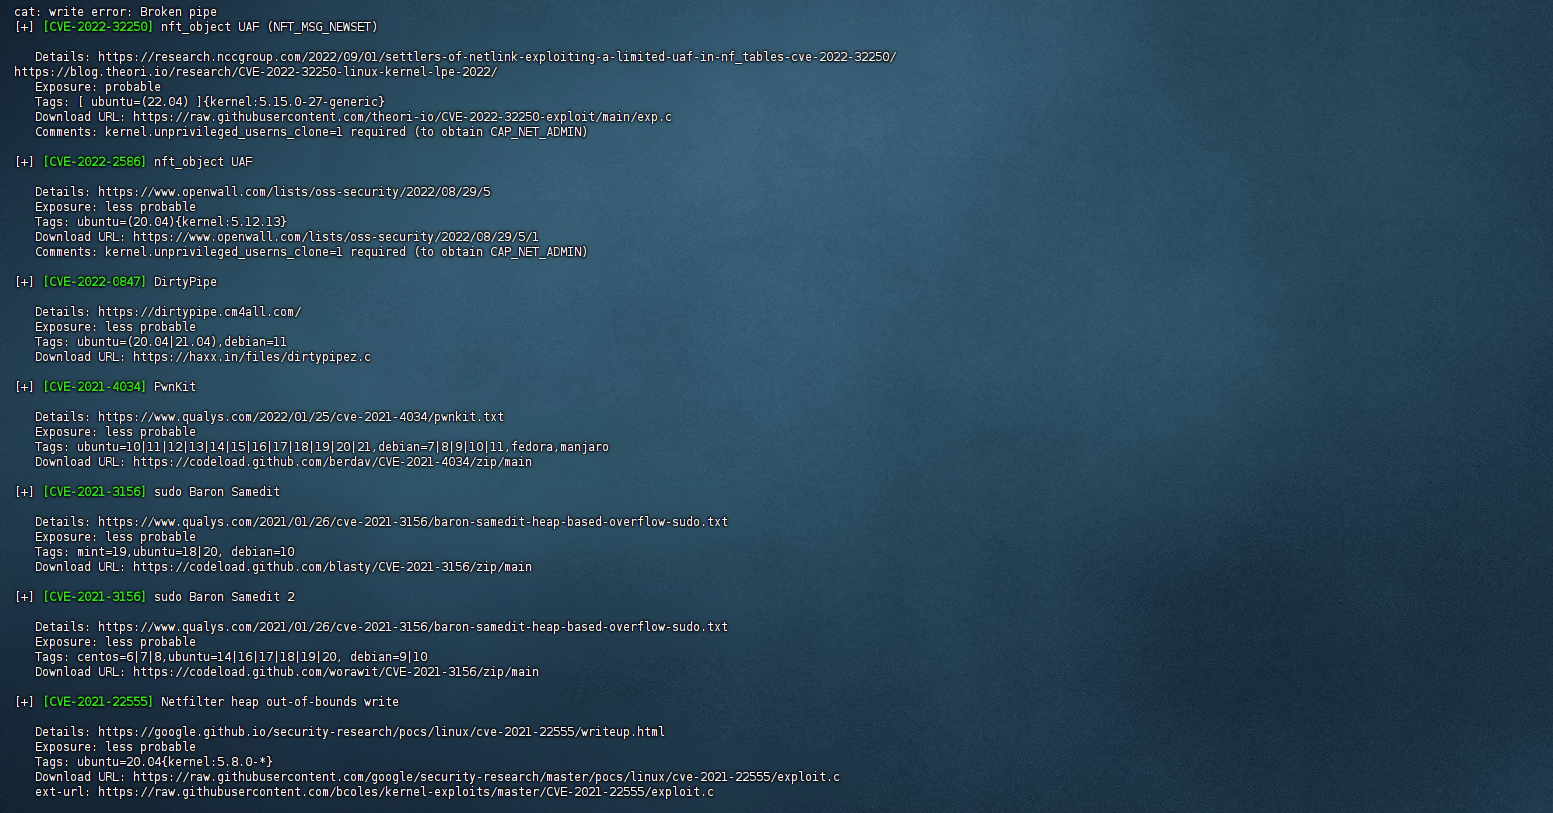 cat: write error: Broken pipe
[+] [CVE-2022-32250] nft_object UAF (NFT_MSG_NEWSET)
Details: https://research.nccgroup.com/2022/09/01/settlers-of-netlink-exploiting-a-limited-uaf-in-nf_tables-cve-2022-32250/
https://blog.theori.io/research/CVE-2022-32250-linux-kernel-lpe-2022/
Exposure: probable
Tags: [ ubuntu=(22.04) ]{kernel:5.15.0-27-generic}
Download URL: https://raw.githubusercontent.com/theori-io/CVE-2022-32250-exploit/main/exp.c
Comments: kernel.unprivileged_userns_clone=1 required (to obtain CAP_NET_ADMIN)
[+] [CVE-2022-2586] nft_object UAF
Details: https://www.openwall.com/lists/oss-security/2022/08/29/5
Exposure: less probable
Tags: ubuntu=(20.04){kernel:5.12.13}
Download URL: https://www.openwall.com/lists/oss-security/2022/08/29/5/1
Comments: kernel.unprivileged_userns_clone=1 required (to obtain CAP_NET_ADMIN)
[+] [CVE-2022-0847] DirtyPipe
Details: https://dirtypipe.cm4all.com/
Exposure: less probable
Tags: ubuntu=(20.04|21.04),debian=11
Download URL: https://haxx.in/files/dirtypipez.c
[+] [CVE-2021-4034] PwnKit
Details: https://www.qualys.com/2022/01/25/cve-2021-4034/pwnkit.txt
Exposure: less probable
Tags: ubuntu=10|11|12|13|14|15|16|17|18|19|20|21,debian=7|8|9|10|11,fedora,manjaro
Download URL: https://codeload.github.com/berdav/CVE-2021-4034/zip/main
[+] [CVE-2021-3156] sudo Baron Samedit
Details: https://www.qualys.com/2021/01/26/cve-2021-3156/baron-samedit-heap-based-overflow-sudo.txt
Exposure: less probable
Tags: mint=19,ubuntu=18|20, debian=10
Download URL: https://codeload.github.com/blasty/CVE-2021-3156/zip/main
[+] [CVE-2021-3156] sudo Baron Samedit 2
Details: https://www.qualys.com/2021/01/26/cve-2021-3156/baron-samedit-heap-based-overflow-sudo.txt
Exposure: less probable
Tags: centos=6|7|8,ubuntu=14|16|17|18|19|20, debian=9|10
Download URL: https://codeload.github.com/worawit/CVE-2021-3156/zip/main
[+] [CVE-2021-22555] Netfilter heap out-of-bounds write
Details: https://google.github.io/security-research/pocs/linux/cve-2021-22555/writeup.html
Exposure: less probable
Tags: ubuntu=20.04{kernel:5.8.0-*}
Download URL: https://raw.githubusercontent.com/google/security-research/master/pocs/linux/cve-2021-22555/exploit.c
ext-url: https://raw.githubusercontent.com/bcoles/kernel-exploits/master/CVE-2021-22555/exploit.c